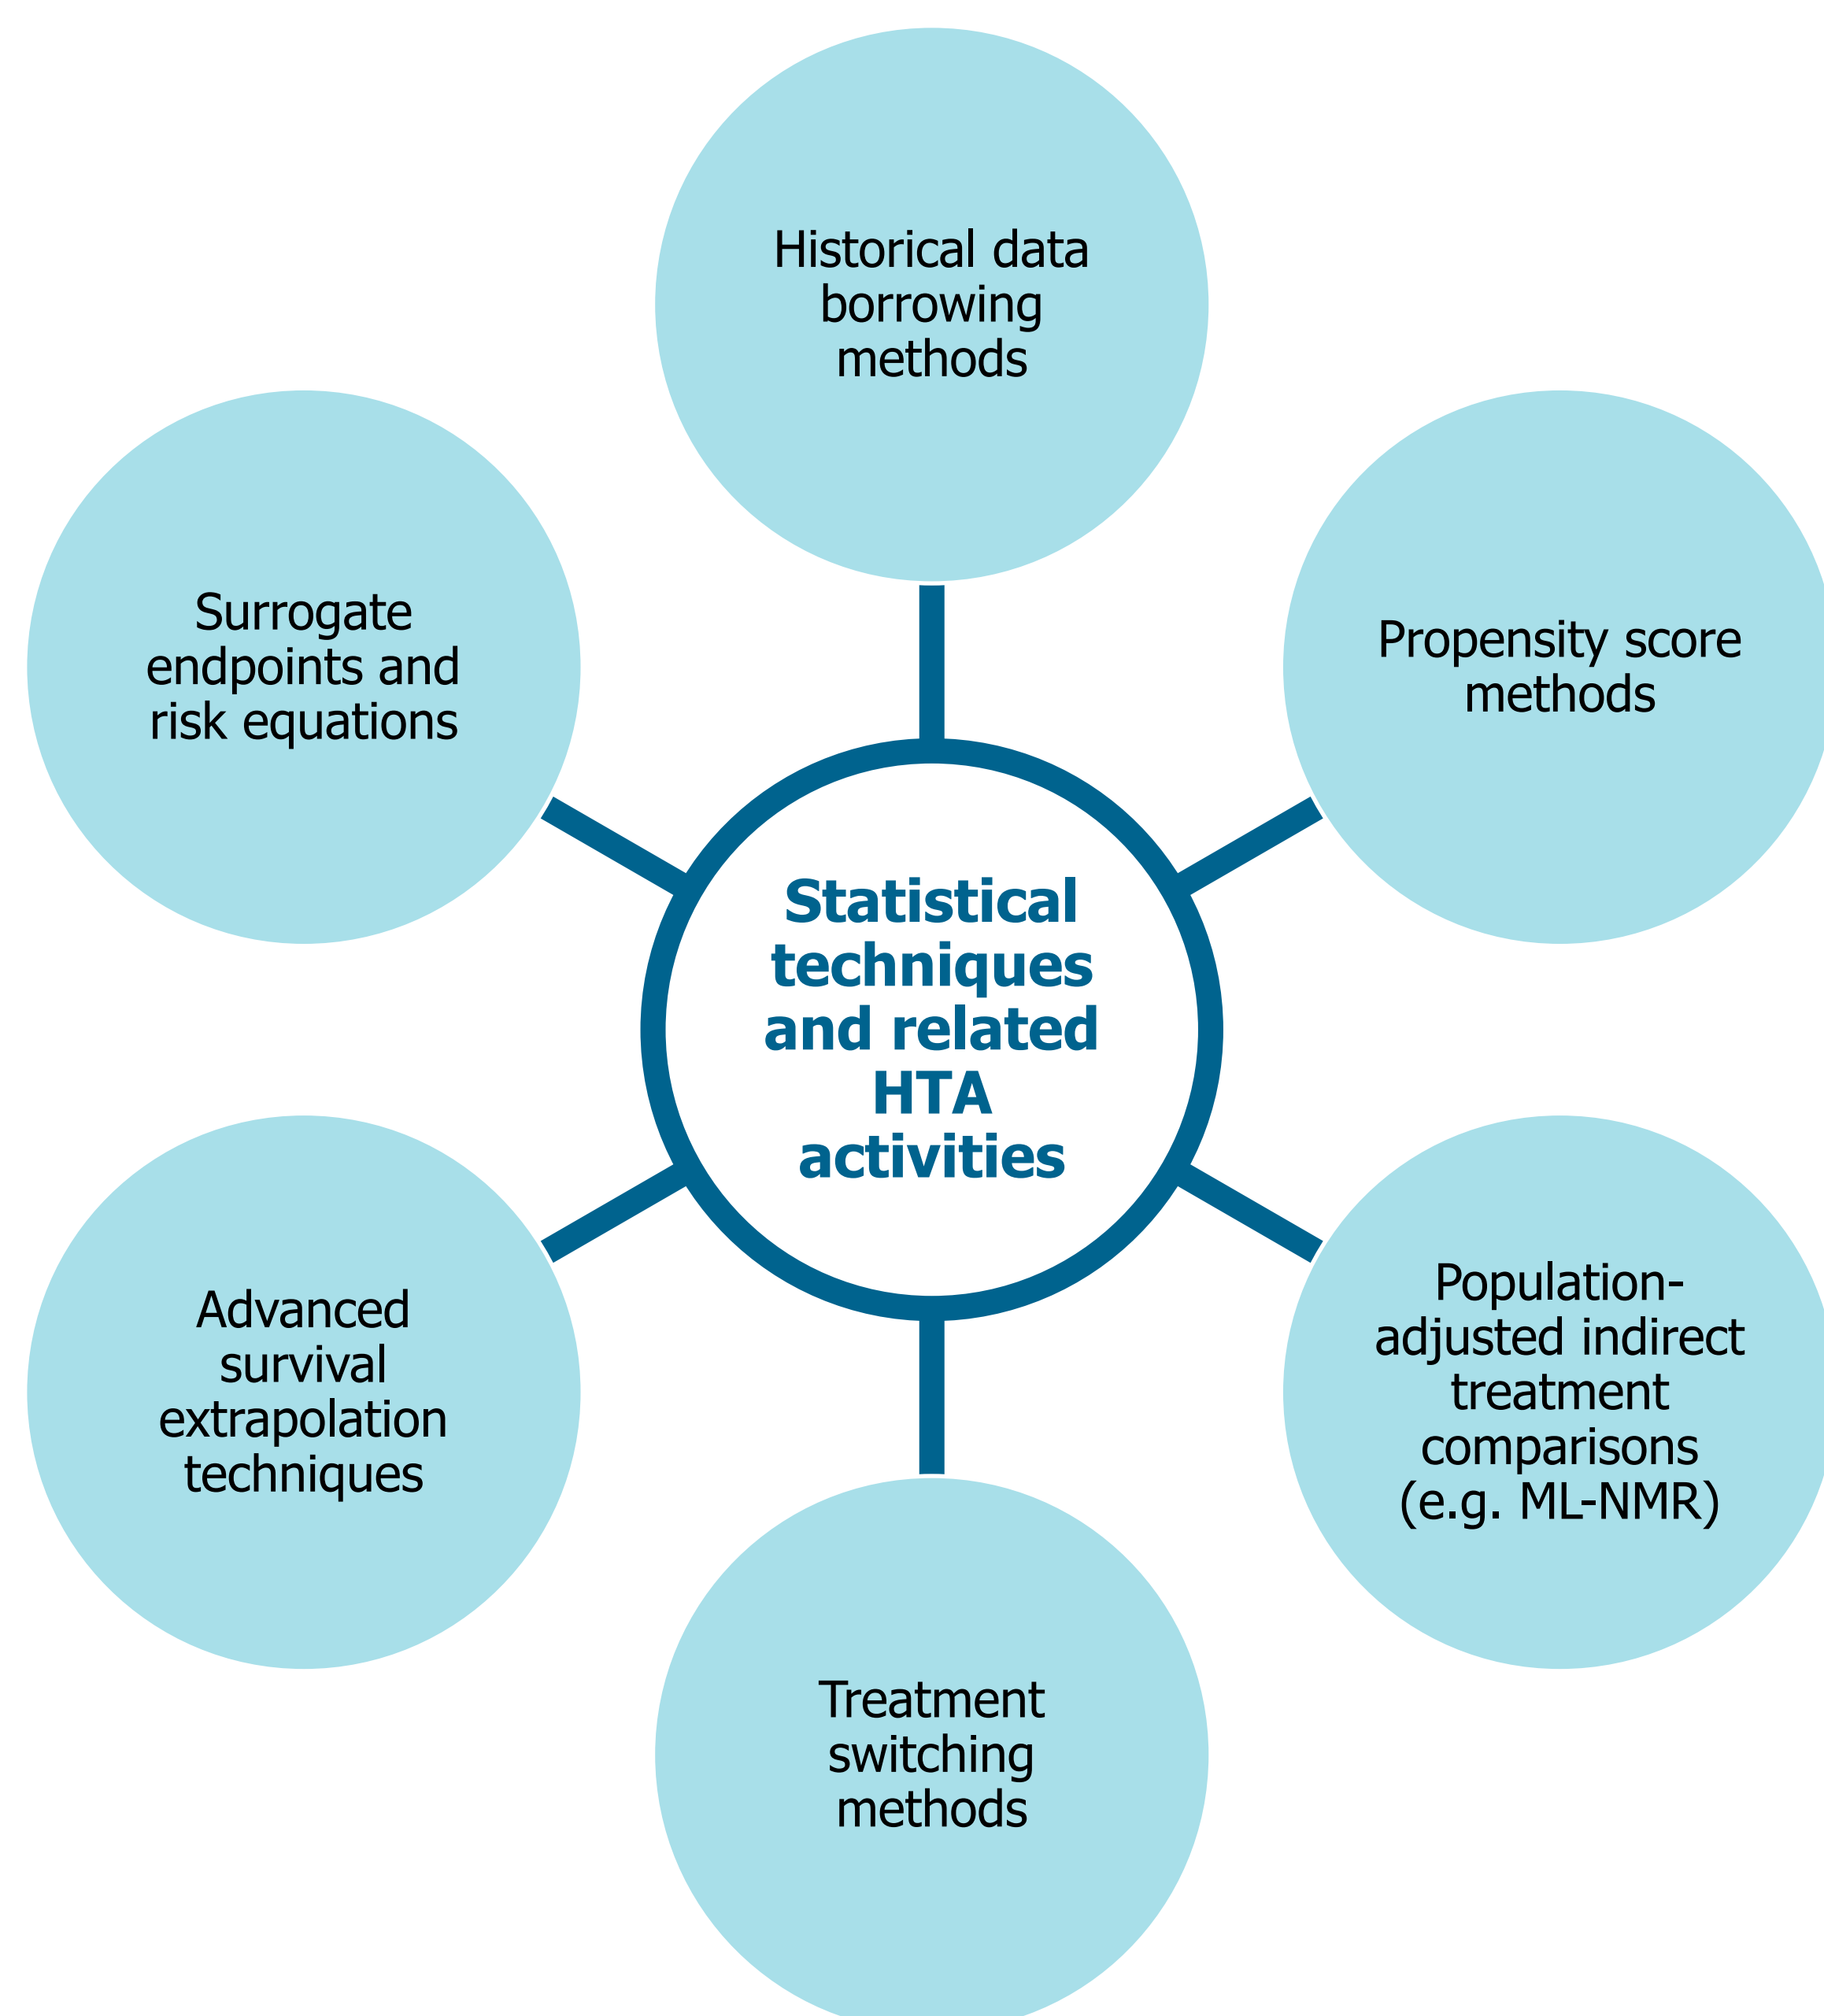 Historical data
borrowing
methods
Propensity score
methods
Population-
adjusted indirect
treatment
comparisons
(e.g. ML-NMR)
Treatment
switching
methods
Advanced
survival
extrapolation
techniques
Surrogate
endpoints and
risk equations
Statistical
techniques
and related
HTA
activities